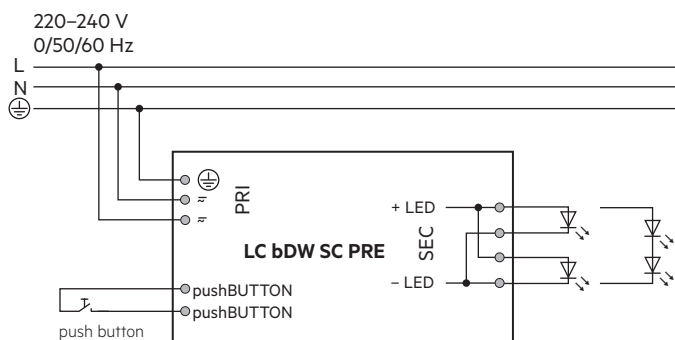 220–240 V
0/50/60 Hz
L
N
PRI
+ LED
SEC
LC bDW SC PRE
– LED
pushBUTTON
pushBUTTON
push button